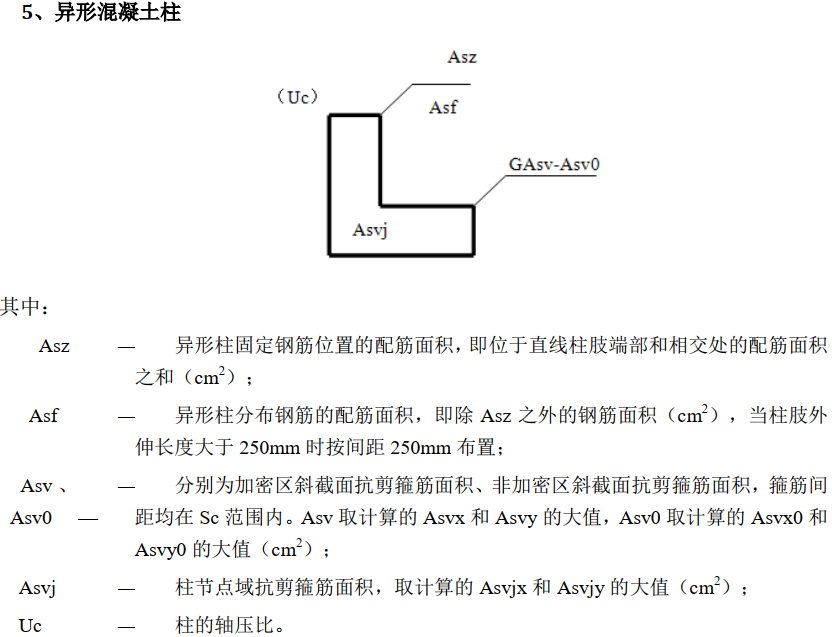 5、异形混凝土柱
Asz
（Uc）
Asf
GAsv-Asv0
Asvj
其中：
Asz — 异形柱固定钢筋位置的配筋面积，即位于直线柱肢端部和相交处的配筋面积
之和（cm²）；
Asf — 异形柱分布钢筋的配筋面积，即除 Asz 之外的钢筋面积（cm²），当柱肢外
伸长度大于 250mm 时按间距 250mm 布置；
Asv 、 — 分别为加密区斜截面抗剪箍筋面积、非加密区斜截面抗剪箍筋面积，箍筋间
Asv0 — 距均在 Sc 范围内。Asv 取计算的 Asvx 和 Asvy 的大值，Asv0 取计算的 Asvx0 和
Asvy0 的大值（cm²）；
Asvj — 柱节点域抗剪箍筋面积，取计算的 Asvjx 和 Asvjy 的大值（cm²）；
Uc — 柱的轴压比。